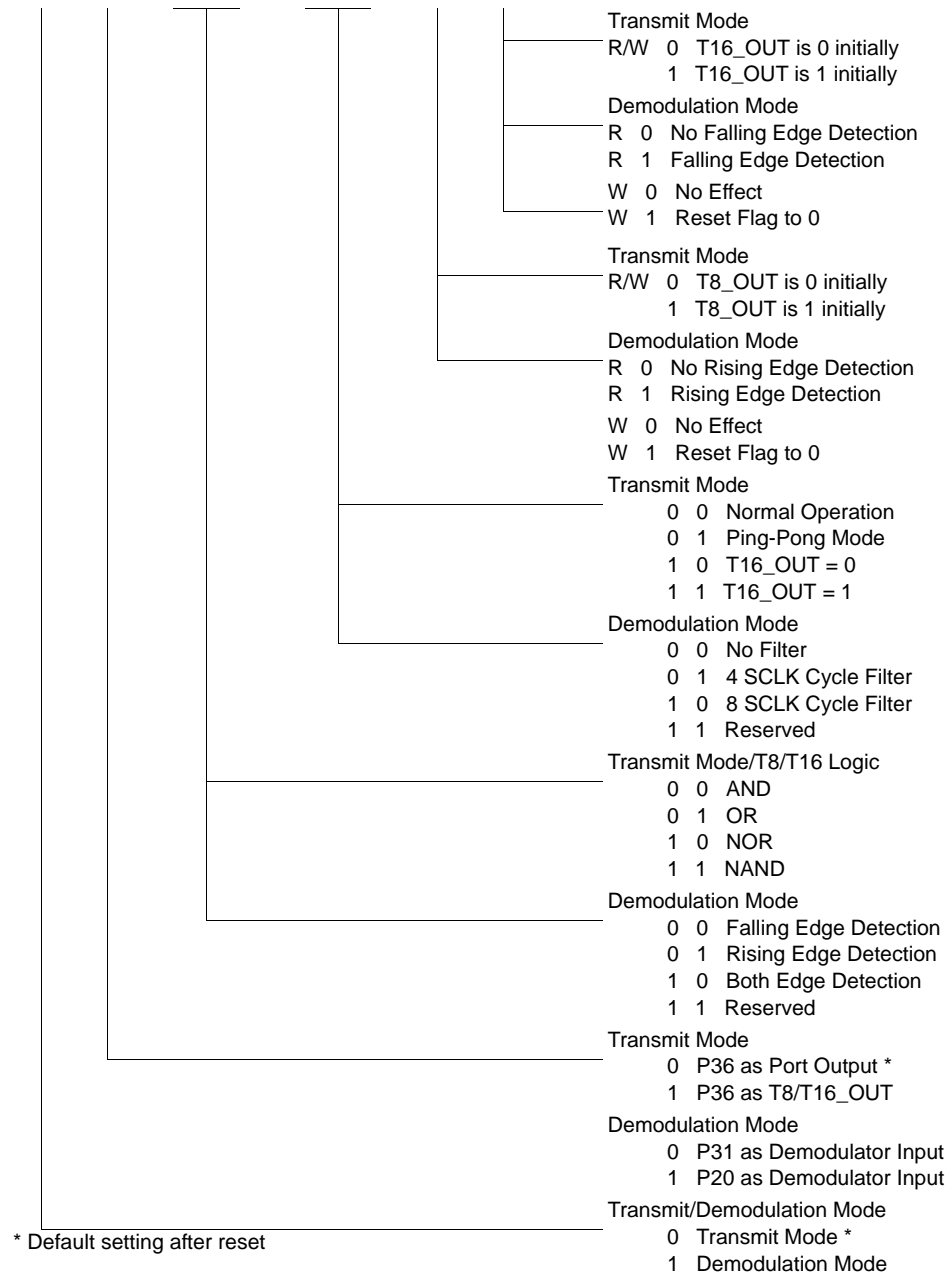 Transmit Mode
R/W 0 T16_OUT is 0 initially
1 T16_OUT is 1 initially
Demodulation Mode
R 0 No Falling Edge Detection
R 1 Falling Edge Detection
W 0 No Effect
W 1 Reset Flag to 0
Transmit Mode
R/W 0 T8_OUT is 0 initially
1 T8_OUT is 1 initially
Demodulation Mode
R 0 No Rising Edge Detection
R 1 Rising Edge Detection
W 0 No Effect
W 1 Reset Flag to 0
Transmit Mode
0 0 Normal Operation
0 1 Ping-Pong Mode
1 0 T16_OUT = 0
1 1 T16_OUT = 1
Demodulation Mode
0 0 No Filter
0 1 4 SCLK Cycle Filter
1 0 8 SCLK Cycle Filter
1 1 Reserved
Transmit Mode/T8/T16 Logic
0 0 AND
0 1 OR
1 0 NOR
1 1 NAND
Demodulation Mode
0 0 Falling Edge Detection
0 1 Rising Edge Detection
1 0 Both Edge Detection
1 1 Reserved
Transmit Mode
0 P36 as Port Output *
1 P36 as T8/T16_OUT
Demodulation Mode
0 P31 as Demodulator Input
1 P20 as Demodulator Input
Transmit/Demodulation Mode
0 Transmit Mode *
1 Demodulation Mode
* Default setting after reset